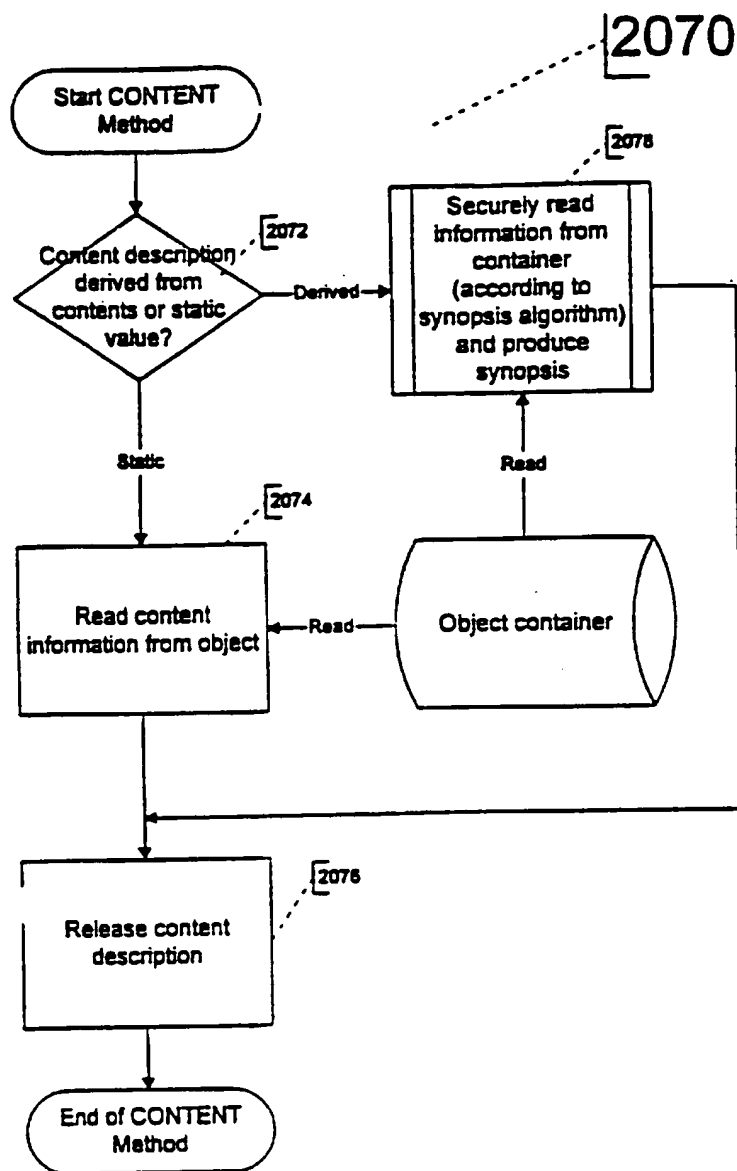 2070
Start CONTENT
Method
2078
2072
Content description
derived from
contents or static
value?
Derived
Securely read
information from
container
(according to
synopsis algorithm)
and produce
synopsis
Static
Read
2074
Read content
information from object
Read
Object container
2076
Release content
description
End of CONTENT
Method